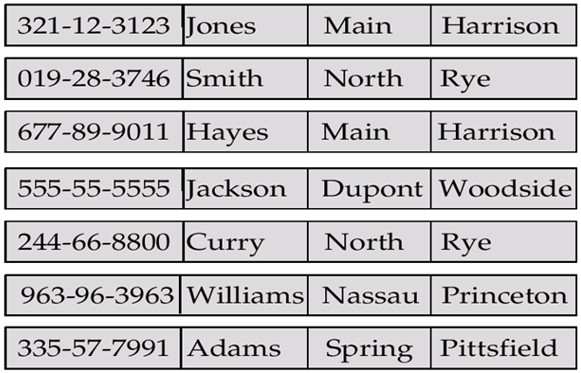 321-12-3123 Jones Main Harrison
019-28-3746 Smith North Rye
677-89-9011 Hayes Main Harrison
555-55-5555 Jackson Dupont Woodside
244-66-8800 Curry North Rye
963-96-3963 Williams Nassau Princeton
335-57-7991 Adams Spring Pittsfield